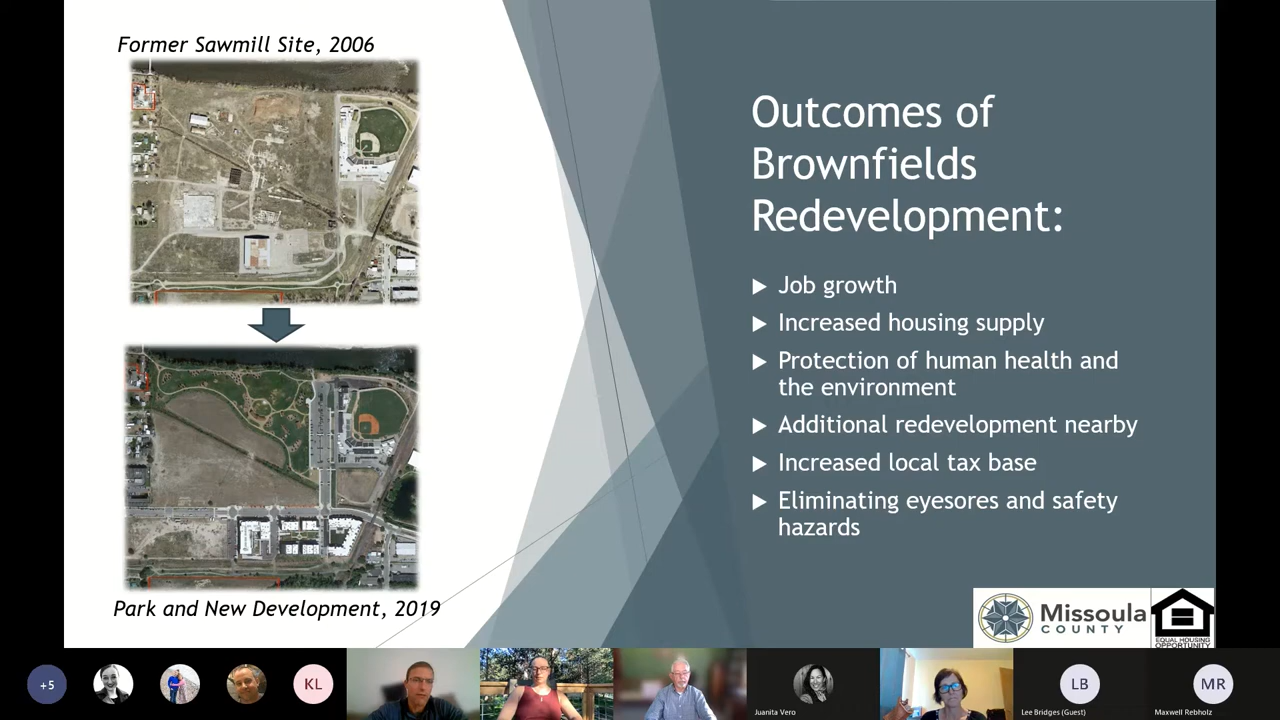 Former Sawmill Site, 2006
Park and New Development, 2019
Outcomes of
Brownfields
Redevelopment:
Job growth
Increased housing supply
Protection of human health and
the environment
Additional redevelopment nearby
Increased local tax base
Eliminating eyesores and safety
hazards
Missoula
COUNTY
EQUAL HOUSING
OPPORTUNITY
+5
KL
Juanita Vero
LB
Lee Bridges (Guest)
MR
Maxwell Rebholz